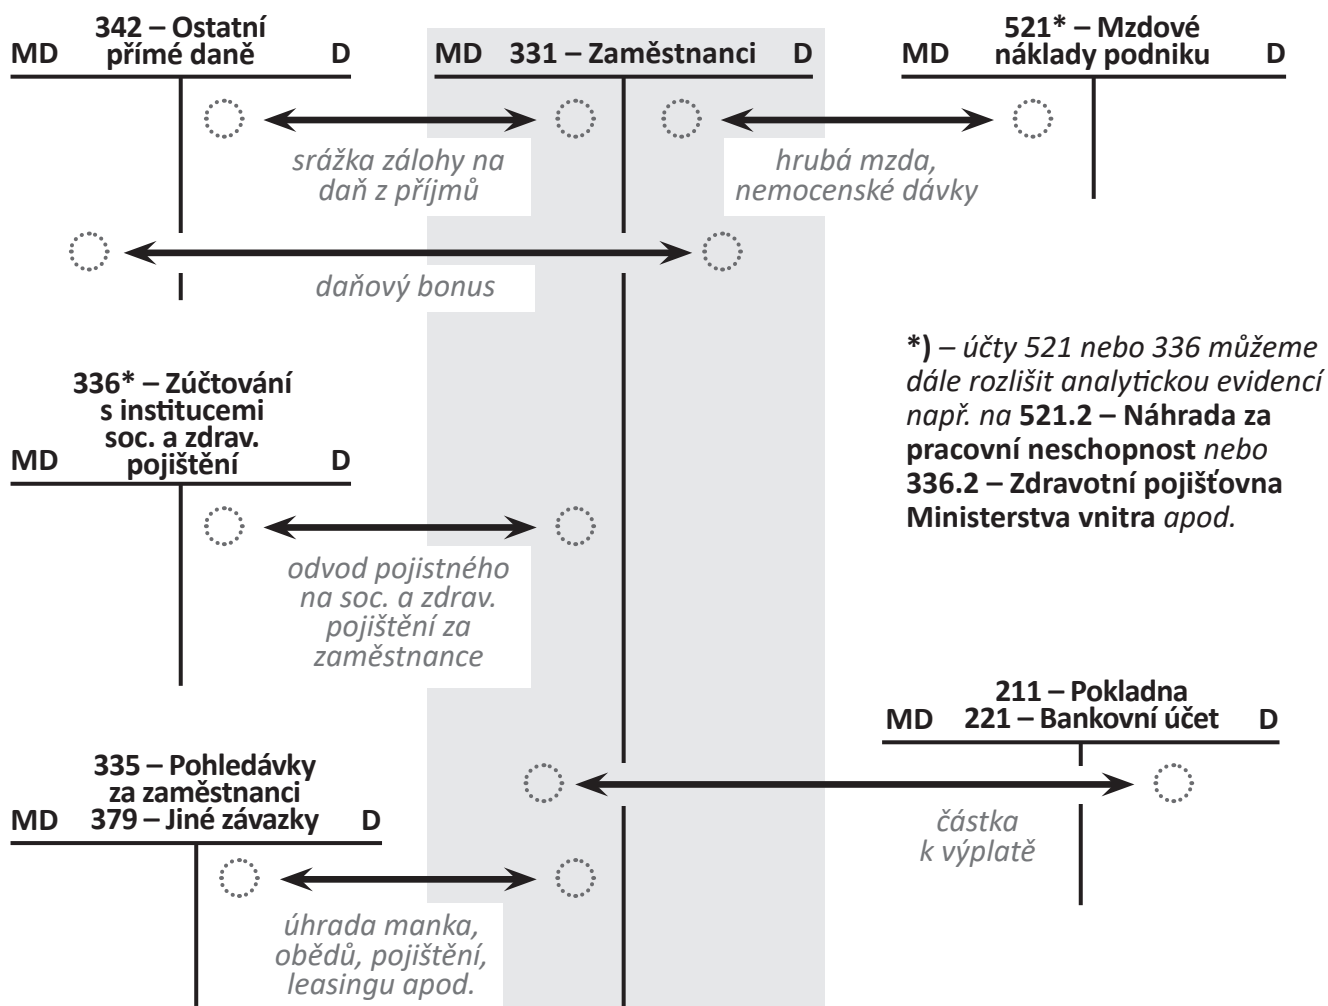 342 – Ostatní
přímé daně
MD
D
MD 331 – Zaměstnanci D
521* – Mzdové
náklady podniku
MD
D
srážka zálohy na
daň z příjmů
hrubá mzda,
nemocenské dávky
daňový bonus
*) – účty 521 nebo 336 můžeme
dále rozlišit analytickou evidencí
např. na 521.2 – Náhrada za
pracovní neschopnost nebo
336.2 – Zdravotní pojišťovna
Ministerstva vnitra apod.
336* – Zúčtování
s institucemi
soc. a zdrav.
pojištění
MD
D
odvod pojistného
na soc. a zdrav.
pojištění za
zaměstnance
211 – Pokladna
MD 221 – Bankovní účet D
335 – Pohledávky
za zaměstnanci
MD 379 – Jiné závazky D
částka
k výplatě
úhrada manka,
obědů, pojištění,
leasingu apod.